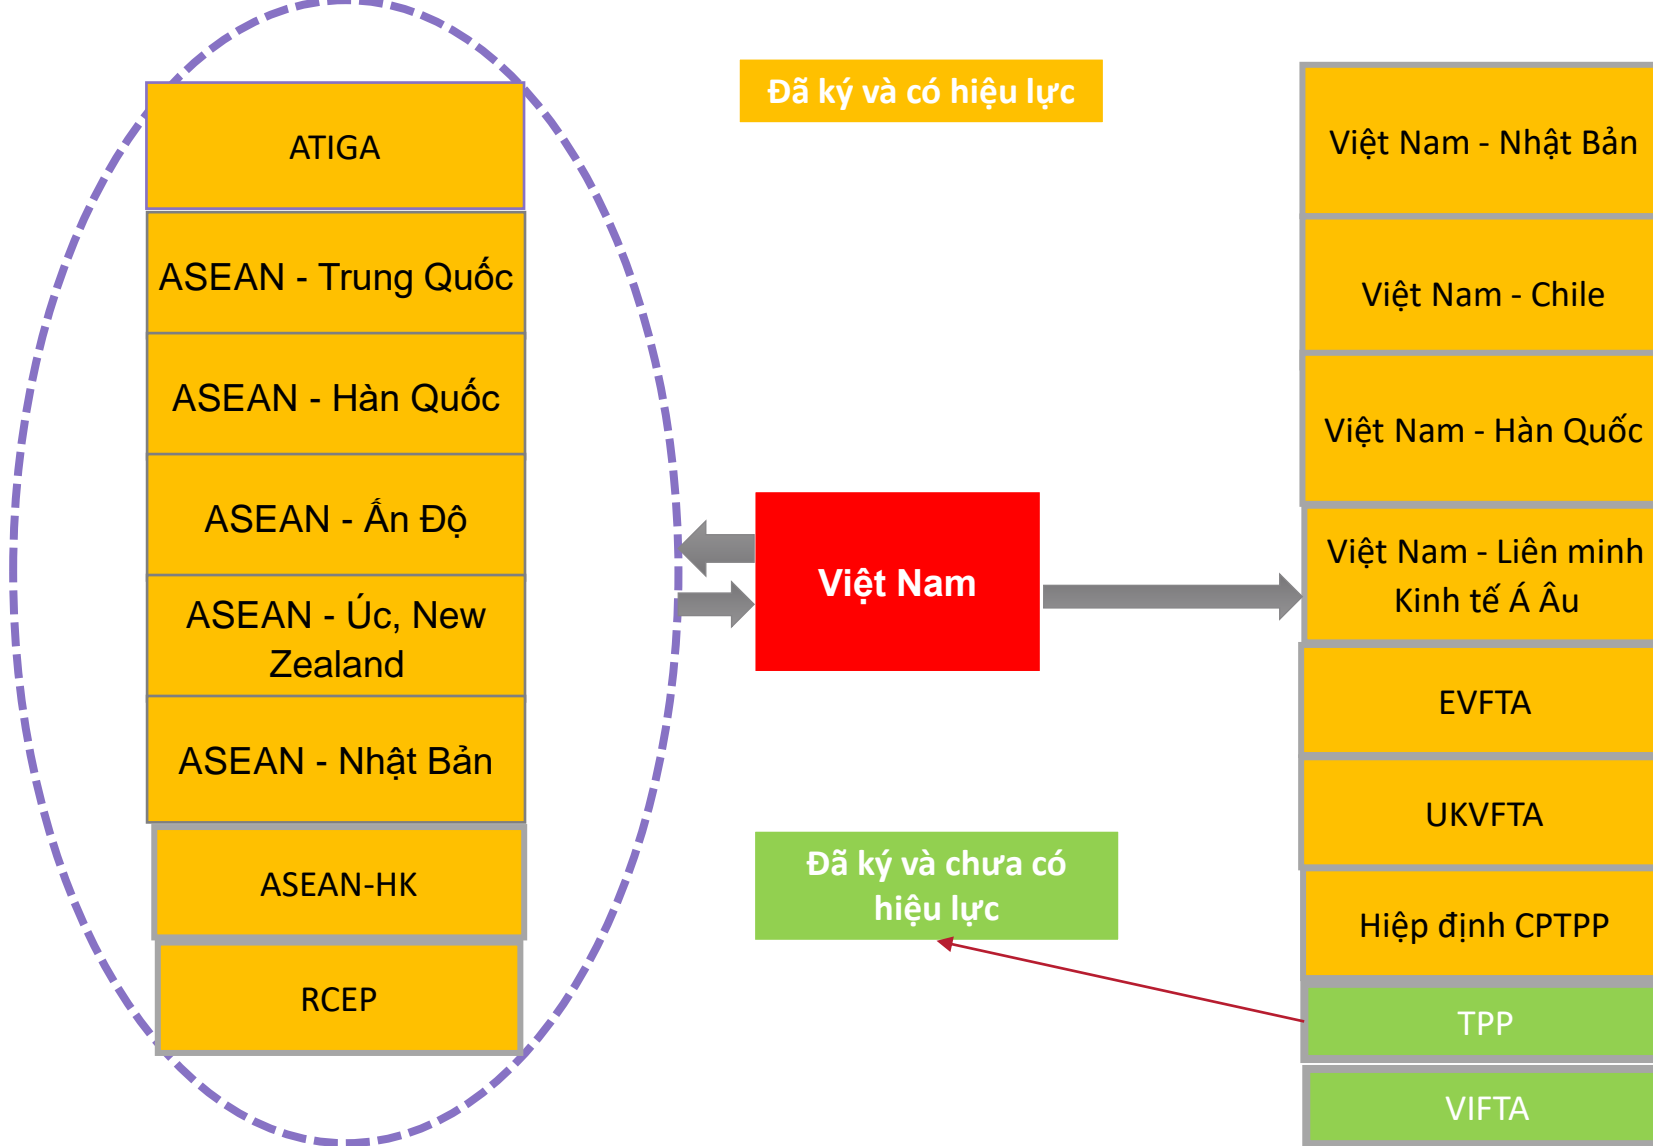 ATIGA
ASEAN - Trung Quốc
ASEAN - Hàn Quốc
ASEAN - Ấn Độ
ASEAN - Úc, New
Zealand
ASEAN - Nhật Bản
ASEAN-HK
RCEP
Đã ký và có hiệu lực
Việt Nam
Đã ký và chưa có
hiệu lực
Việt Nam - Nhật Bản
Việt Nam - Chile
Việt Nam - Hàn Quốc
Việt Nam - Liên minh
Kinh tế Á Âu
EVFTA
UKVFTA
Hiệp định CPTPP
TPP
VIFTA